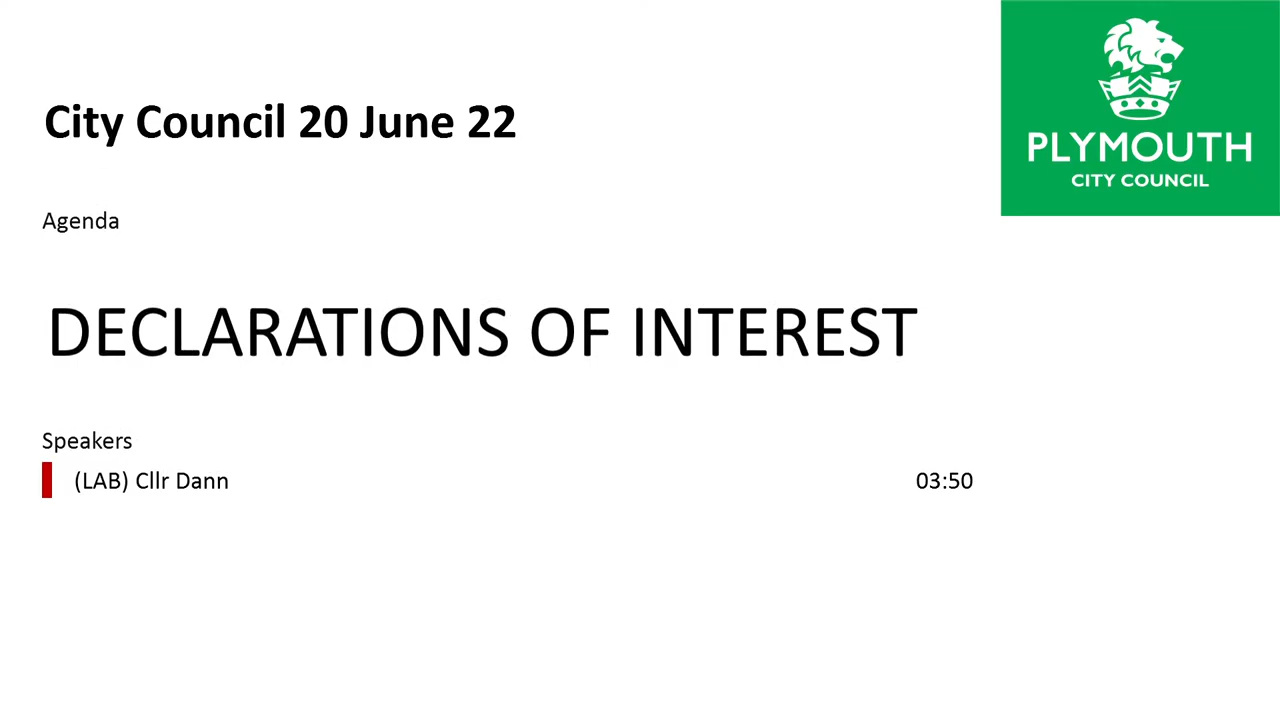 City Council 20 June 22
PLYMOUTH
CITY COUNCIL
Agenda
DECLARATIONS OF INTEREST
Speakers
(LAB) Cllr Dann 03:50